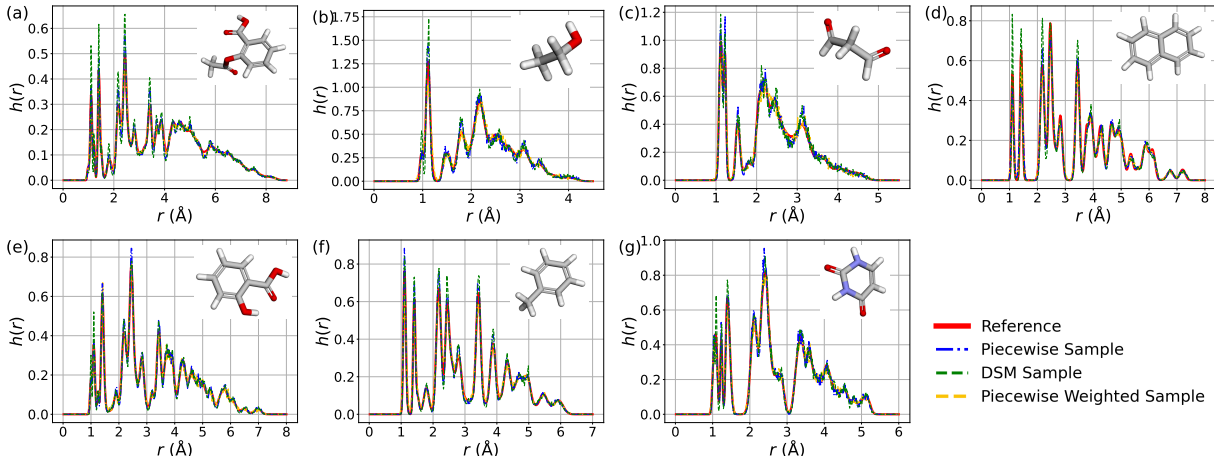 (a)
h(r)
0.6
0.5
0.4
0.3
0.2
0.1
0.0
0 2 4 6 8
r (Å)
(b)
h(r)
1.75
1.50
1.25
1.00
0.75
0.50
0.25
0.00
0 1 2 3 4
r (Å)
(c)
h(r)
1.2
1.0
0.8
0.6
0.4
0.2
0.0
0 1 2 3 4 5
r (Å)
(d)
h(r)
0.8
0.6
0.4
0.2
0.0
0 1 2 3 4 5 6 7 8
r (Å)
(e)
h(r)
0.8
0.6
0.4
0.2
0.0
0 1 2 3 4 5 6 7 8
r (Å)
(f)
h(r)
0.8
0.6
0.4
0.2
0.0
0 1 2 3 4 5 6 7
r (Å)
(g)
h(r)
1.0
0.8
0.6
0.4
0.2
0.0
0 1 2 3 4 5 6
r (Å)
Reference
Piecewise Sample
DSM Sample
Piecewise Weighted Sample